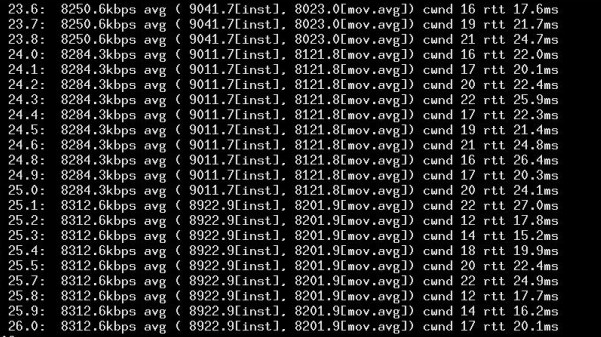 23.6:  8250.6kbps avg ( 9041.7[inst], 8023.0[mov.avg]) cwnd 16 rtt 17.6ms
23.7:  8250.6kbps avg ( 9041.7[inst], 8023.0[mov.avg]) cwnd 19 rtt 21.7ms
23.8:  8250.6kbps avg ( 9041.7[inst], 8023.0[mov.avg]) cwnd 21 rtt 24.7ms
24.0:  8284.3kbps avg ( 9011.7[inst], 8121.8[mov.avg]) cwnd 16 rtt 22.0ms
24.1:  8284.3kbps avg ( 9011.7[inst], 8121.8[mov.avg]) cwnd 17 rtt 20.1ms
24.2:  8284.3kbps avg ( 9011.7[inst], 8121.8[mov.avg]) cwnd 20 rtt 22.4ms
24.3:  8284.3kbps avg ( 9011.7[inst], 8121.8[mov.avg]) cwnd 22 rtt 25.9ms
24.4:  8284.3kbps avg ( 9011.7[inst], 8121.8[mov.avg]) cwnd 17 rtt 22.3ms
24.5:  8284.3kbps avg ( 9011.7[inst], 8121.8[mov.avg]) cwnd 19 rtt 21.4ms
24.6:  8284.3kbps avg ( 9011.7[inst], 8121.8[mov.avg]) cwnd 21 rtt 24.8ms
24.8:  8284.3kbps avg ( 9011.7[inst], 8121.8[mov.avg]) cwnd 16 rtt 26.4ms
24.9:  8284.3kbps avg ( 9011.7[inst], 8121.8[mov.avg]) cwnd 17 rtt 20.3ms
25.0:  8284.3kbps avg ( 9011.7[inst], 8121.8[mov.avg]) cwnd 20 rtt 24.1ms
25.1:  8312.6kbps avg ( 8922.9[inst], 8201.9[mov.avg]) cwnd 22 rtt 27.0ms
25.2:  8312.6kbps avg ( 8922.9[inst], 8201.9[mov.avg]) cwnd 12 rtt 17.8ms
25.3:  8312.6kbps avg ( 8922.9[inst], 8201.9[mov.avg]) cwnd 14 rtt 15.2ms
25.4:  8312.6kbps avg ( 8922.9[inst], 8201.9[mov.avg]) cwnd 18 rtt 19.9ms
25.5:  8312.6kbps avg ( 8922.9[inst], 8201.9[mov.avg]) cwnd 20 rtt 22.4ms
25.7:  8312.6kbps avg ( 8922.9[inst], 8201.9[mov.avg]) cwnd 22 rtt 24.9ms
25.8:  8312.6kbps avg ( 8922.9[inst], 8201.9[mov.avg]) cwnd 12 rtt 17.7ms
25.9:  8312.6kbps avg ( 8922.9[inst], 8201.9[mov.avg]) cwnd 14 rtt 16.2ms
26.0:  8312.6kbps avg ( 8922.9[inst], 8201.9[mov.avg]) cwnd 17 rtt 20.1ms